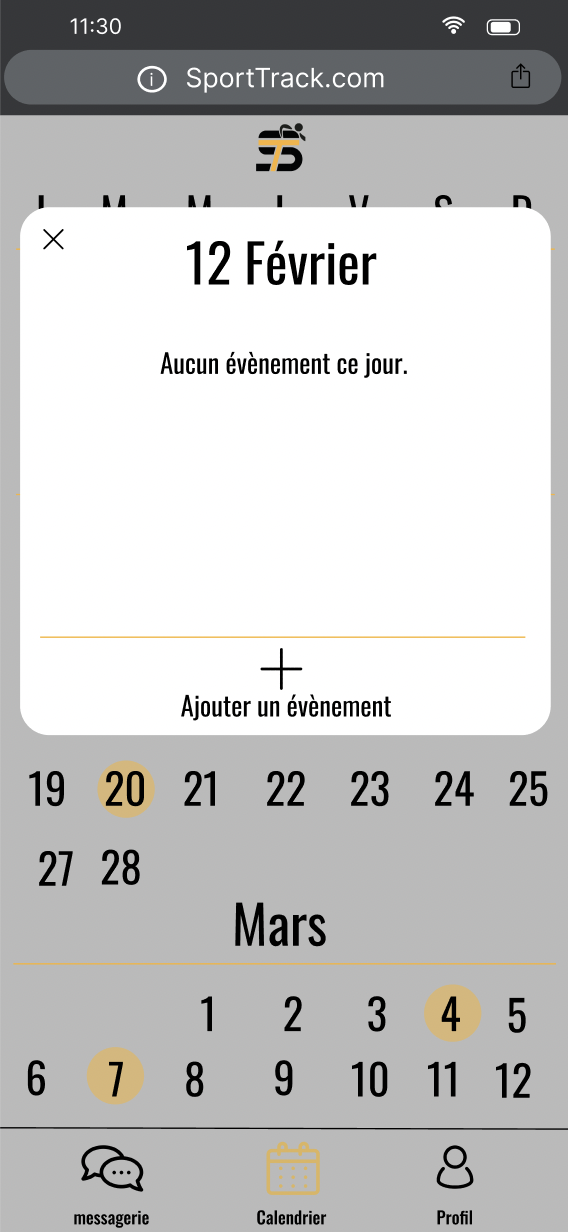 11:30
SportTrack.com
L M M J V S D
12 Février
Aucun évènement ce jour.
Ajouter un évènement
19 20 21 22 23 24 25
27 28
Mars
1 2 3 4 5
6 7 8 9 10 11 12
messagerie Calendrier Profil